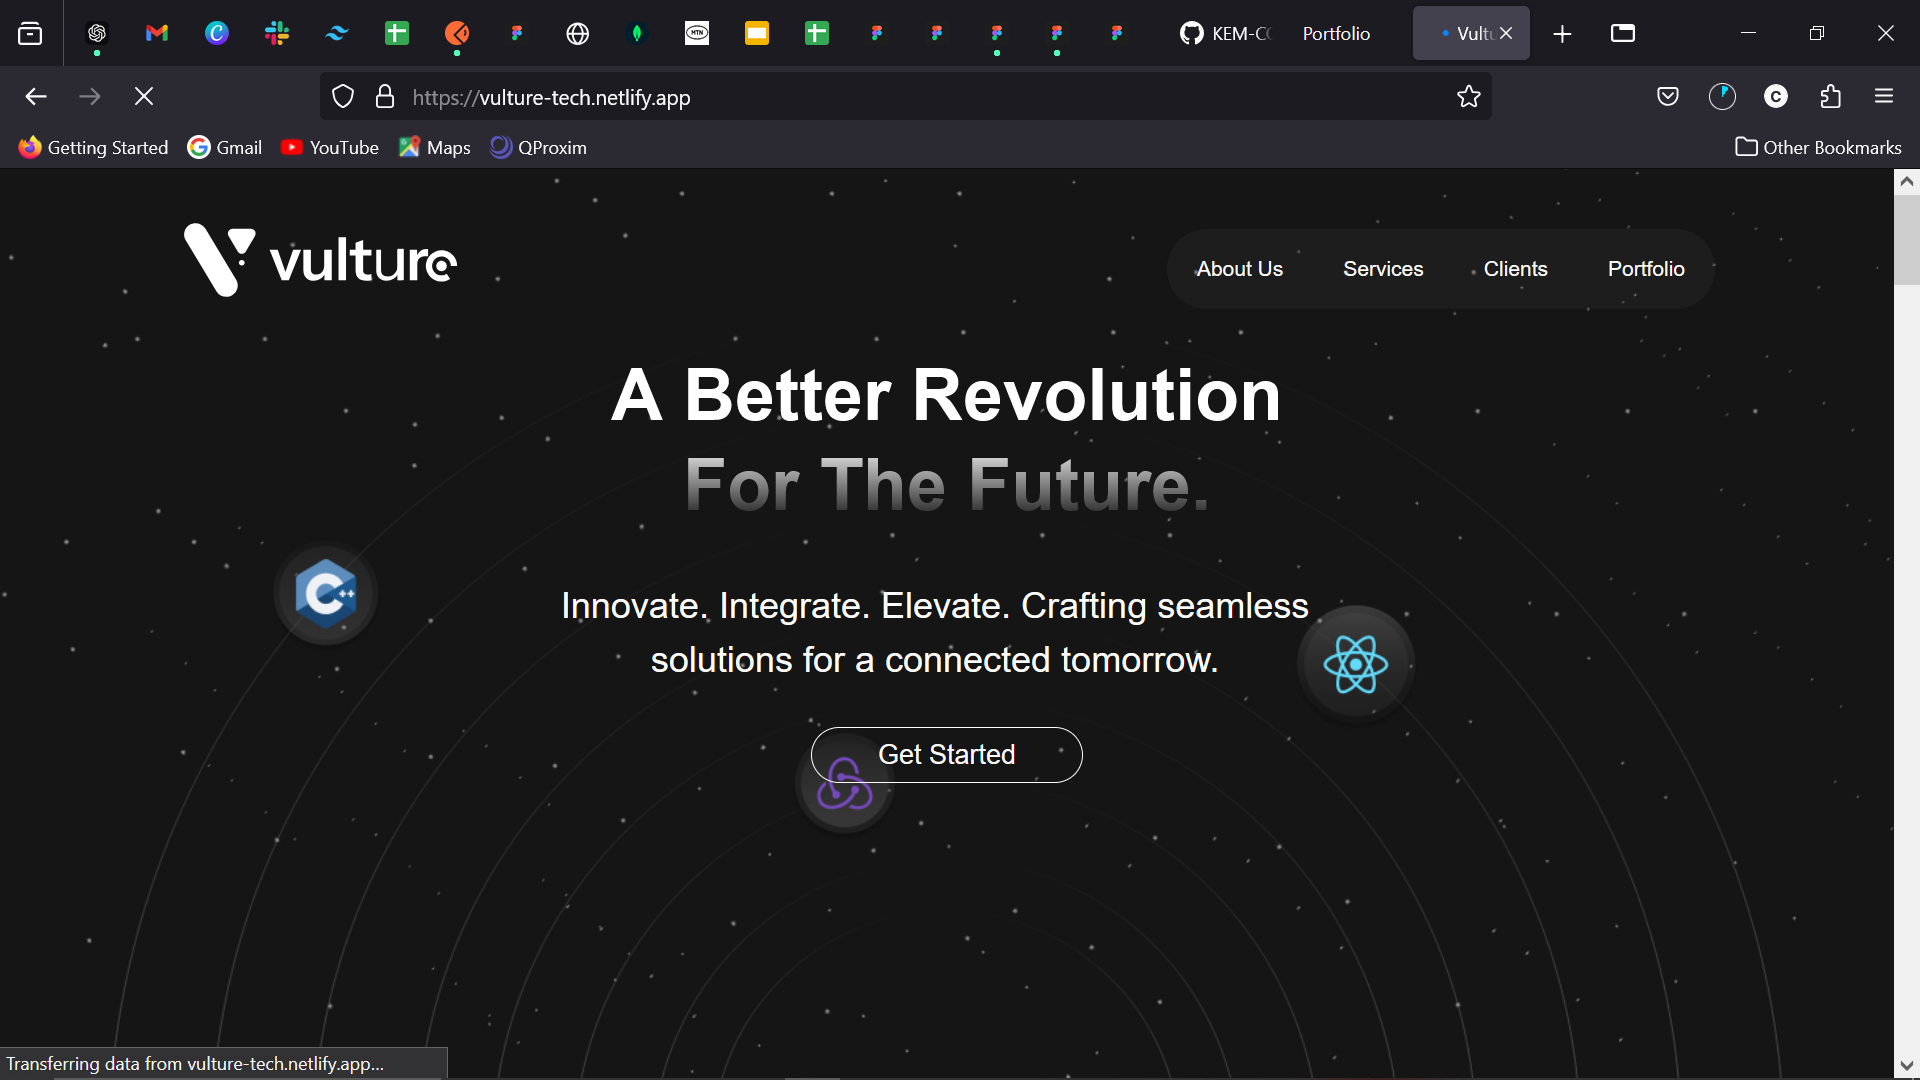 KEM-CO
Portfolio
Vultu
https://vulture-tech.netlify.app
Getting Started
Gmail
YouTube
Maps
QProxim
Other Bookmarks
vulture
About Us
Services
Clients
Portfolio
A Better Revolution
For The Future.
C++
Innovate. Integrate. Elevate. Crafting seamless
solutions for a connected tomorrow.
Get Started
Transferring data from vulture-tech.netlify.app...